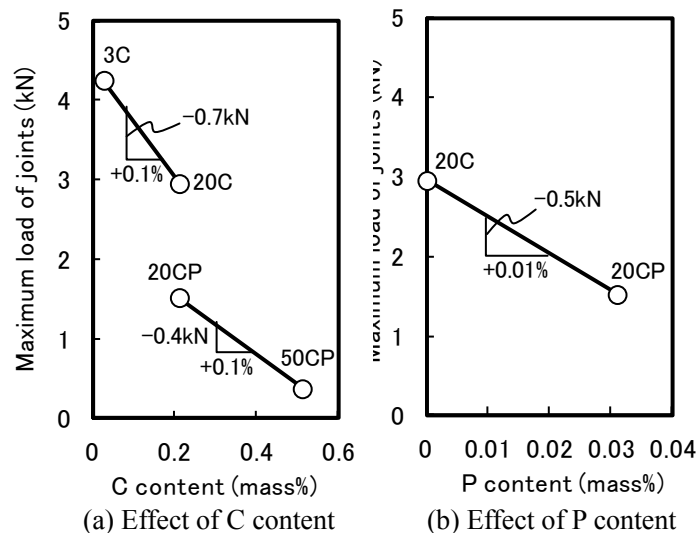 5
4
3
2
1
0
Maximum load of joints (kN)
3C
−0.7kN
+0.1%
20C
20CP
−0.4kN
+0.1%
50CP
0
0.2
0.4
0.6
C content (mass%)
(a) Effect of C content
5
4
3
2
1
0
Maximum load of joints (kN)
20C
−0.5kN
+0.01%
20CP
0
0.01
0.02
0.03
0.04
P content (mass%)
(b) Effect of P content